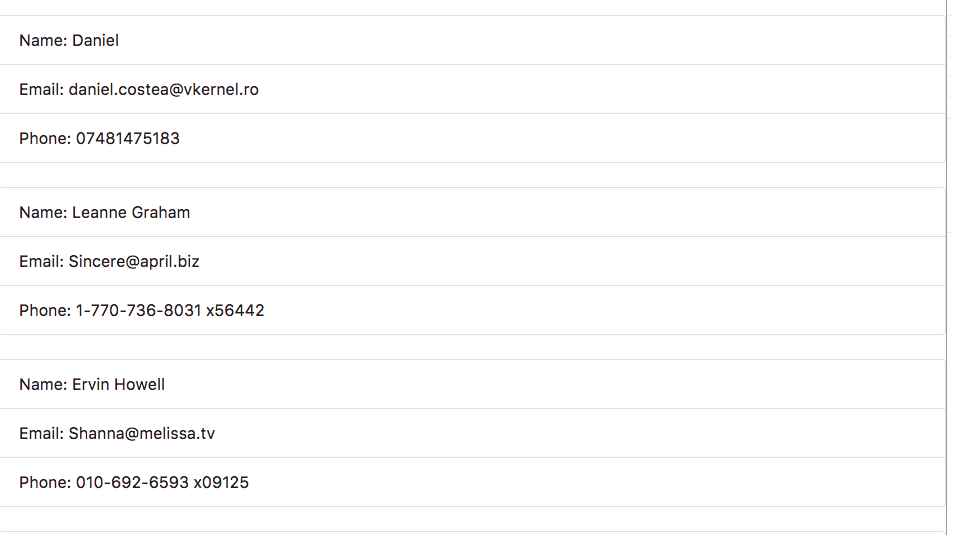 Name: Daniel
Email: daniel.costea@vkernel.ro
Phone: 07481475183
Name: Leanne Graham
Email: Sincere@april.biz
Phone: 1-770-736-8031 x56442
Name: Ervin Howell
Email: Shanna@melissa.tv
Phone: 010-692-6593 x09125